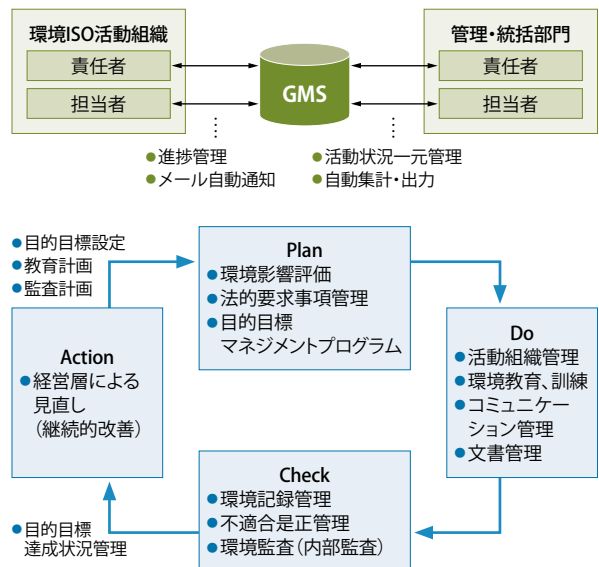 環境ISO活動組織
責任者
担当者
GMS
管理・統括部門
責任者
担当者
●進捗管理
●メール自動通知
●活動状況一元管理
●自動集計・出力
●目的目標設定
●教育計画
●監査計画
Plan
●環境影響評価
●法的要求事項管理
●目的目標
マネジメントプログラム
Do
●活動組織管理
●環境教育、訓練
●コミュニケー
ション管理
●文書管理
Action
●経営層による
見直し
（継続的改善）
Check
●環境記録管理
●不適合是正管理
●環境監査（内部監査）
●目的目標
達成状況管理